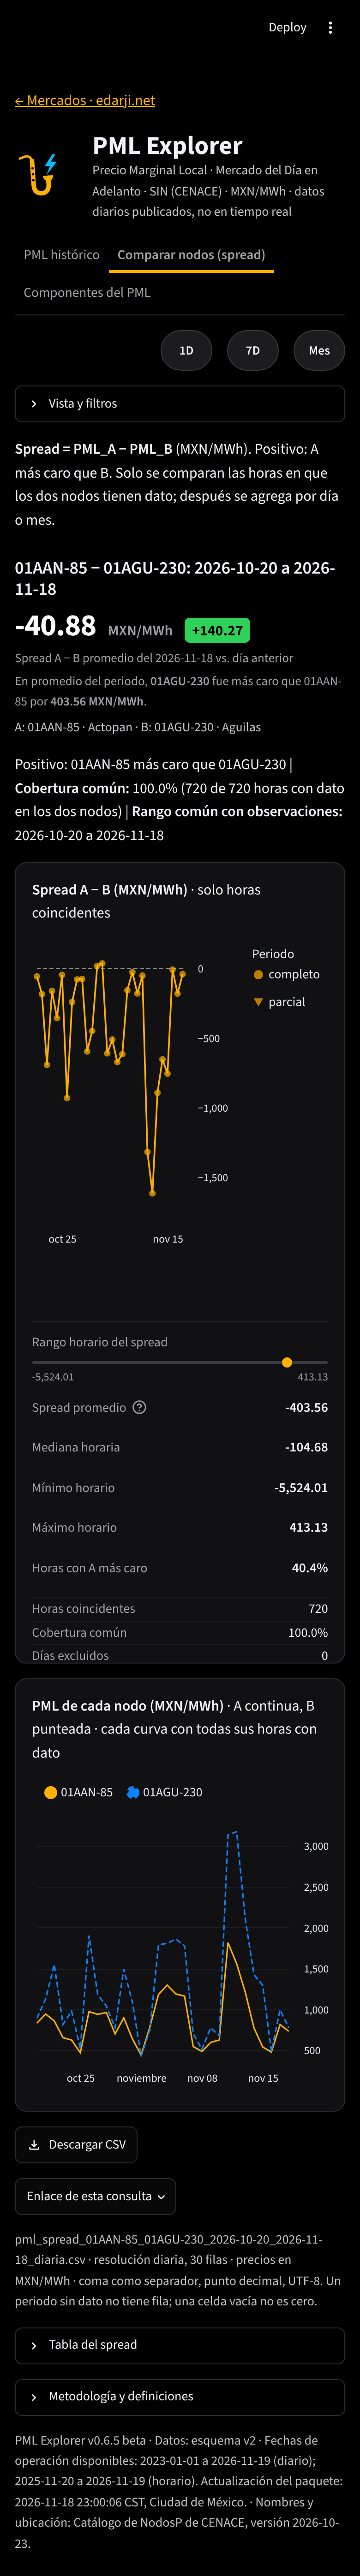 Deploy
← Mercados · edarji.net
PML Explorer
Precio Marginal Local · Mercado del Día en
Adelanto · SIN (CENACE) · MXN/MWh · datos
diarios publicados, no en tiempo real
PML histórico
Comparar nodos (spread)
Componentes del PML
1D
7D
Mes
Vista y filtros
Spread = PML_A − PML_B (MXN/MWh). Positivo: A
más caro que B. Solo se comparan las horas en que
los dos nodos tienen dato; después se agrega por día
o mes.
01AAN-85 − 01AGU-230: 2026-10-20 a 2026-
11-18
-40.88 MXN/MWh +140.27
Spread A − B promedio del 2026-11-18 vs. día anterior
En promedio del periodo, 01AGU-230 fue más caro que 01AAN-
85 por 403.56 MXN/MWh.
A: 01AAN-85 · Actopan · B: 01AGU-230 · Aguilas
Positivo: 01AAN-85 más caro que 01AGU-230 |
Cobertura común: 100.0% (720 de 720 horas con dato
en los dos nodos) | Rango común con observaciones:
2026-10-20 a 2026-11-18
Spread A − B (MXN/MWh) · solo horas
coincidentes
Periodo
completo
parcial
0
−500
−1,000
−1,500
oct 25
nov 15
Rango horario del spread
-5,524.01
413.13
Spread promedio
-403.56
Mediana horaria
-104.68
Mínimo horario
-5,524.01
Máximo horario
413.13
Horas con A más caro
40.4%
Horas coincidentes
720
Cobertura común
100.0%
Días excluidos
0
PML de cada nodo (MXN/MWh) · A continua, B
punteada · cada curva con todas sus horas con
dato
01AAN-85
01AGU-230
3,000
2,500
2,000
1,500
1,000
500
oct 25
noviembre
nov 08
nov 15
Descargar CSV
Enlace de esta consulta
pml_spread_01AAN-85_01AGU-230_2026-10-20_2026-11-
18_diaria.csv · resolución diaria, 30 filas · precios en
MXN/MWh · coma como separador, punto decimal, UTF-8. Un
periodo sin dato no tiene fila; una celda vacía no es cero.
Tabla del spread
Metodología y definiciones
PML Explorer v0.6.5 beta · Datos: esquema v2 · Fechas de
operación disponibles: 2023-01-01 a 2026-11-19 (diario);
2025-11-20 a 2026-11-19 (horario). Actualización del paquete:
2026-11-18 23:00:06 CST, Ciudad de México. · Nombres y
ubicación: Catálogo de NodosP de CENACE, versión 2026-10-
23.